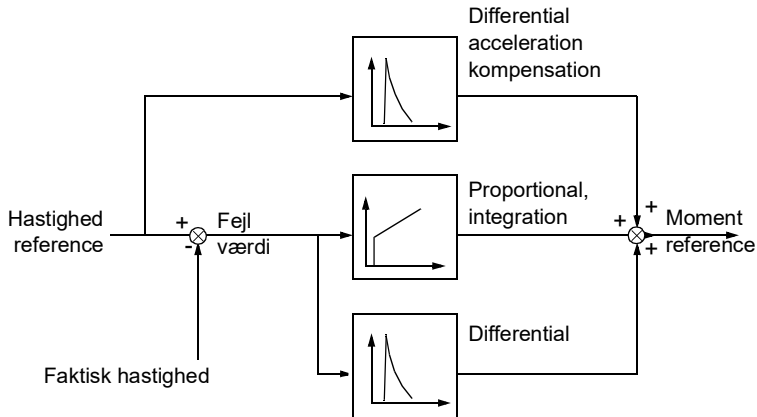 Differential
acceleration
kompensation
Proportional,
integration
Hastighed
reference
+
-
Fejl
værdi
+
+
+
Moment
reference
Differential
Faktisk hastighed